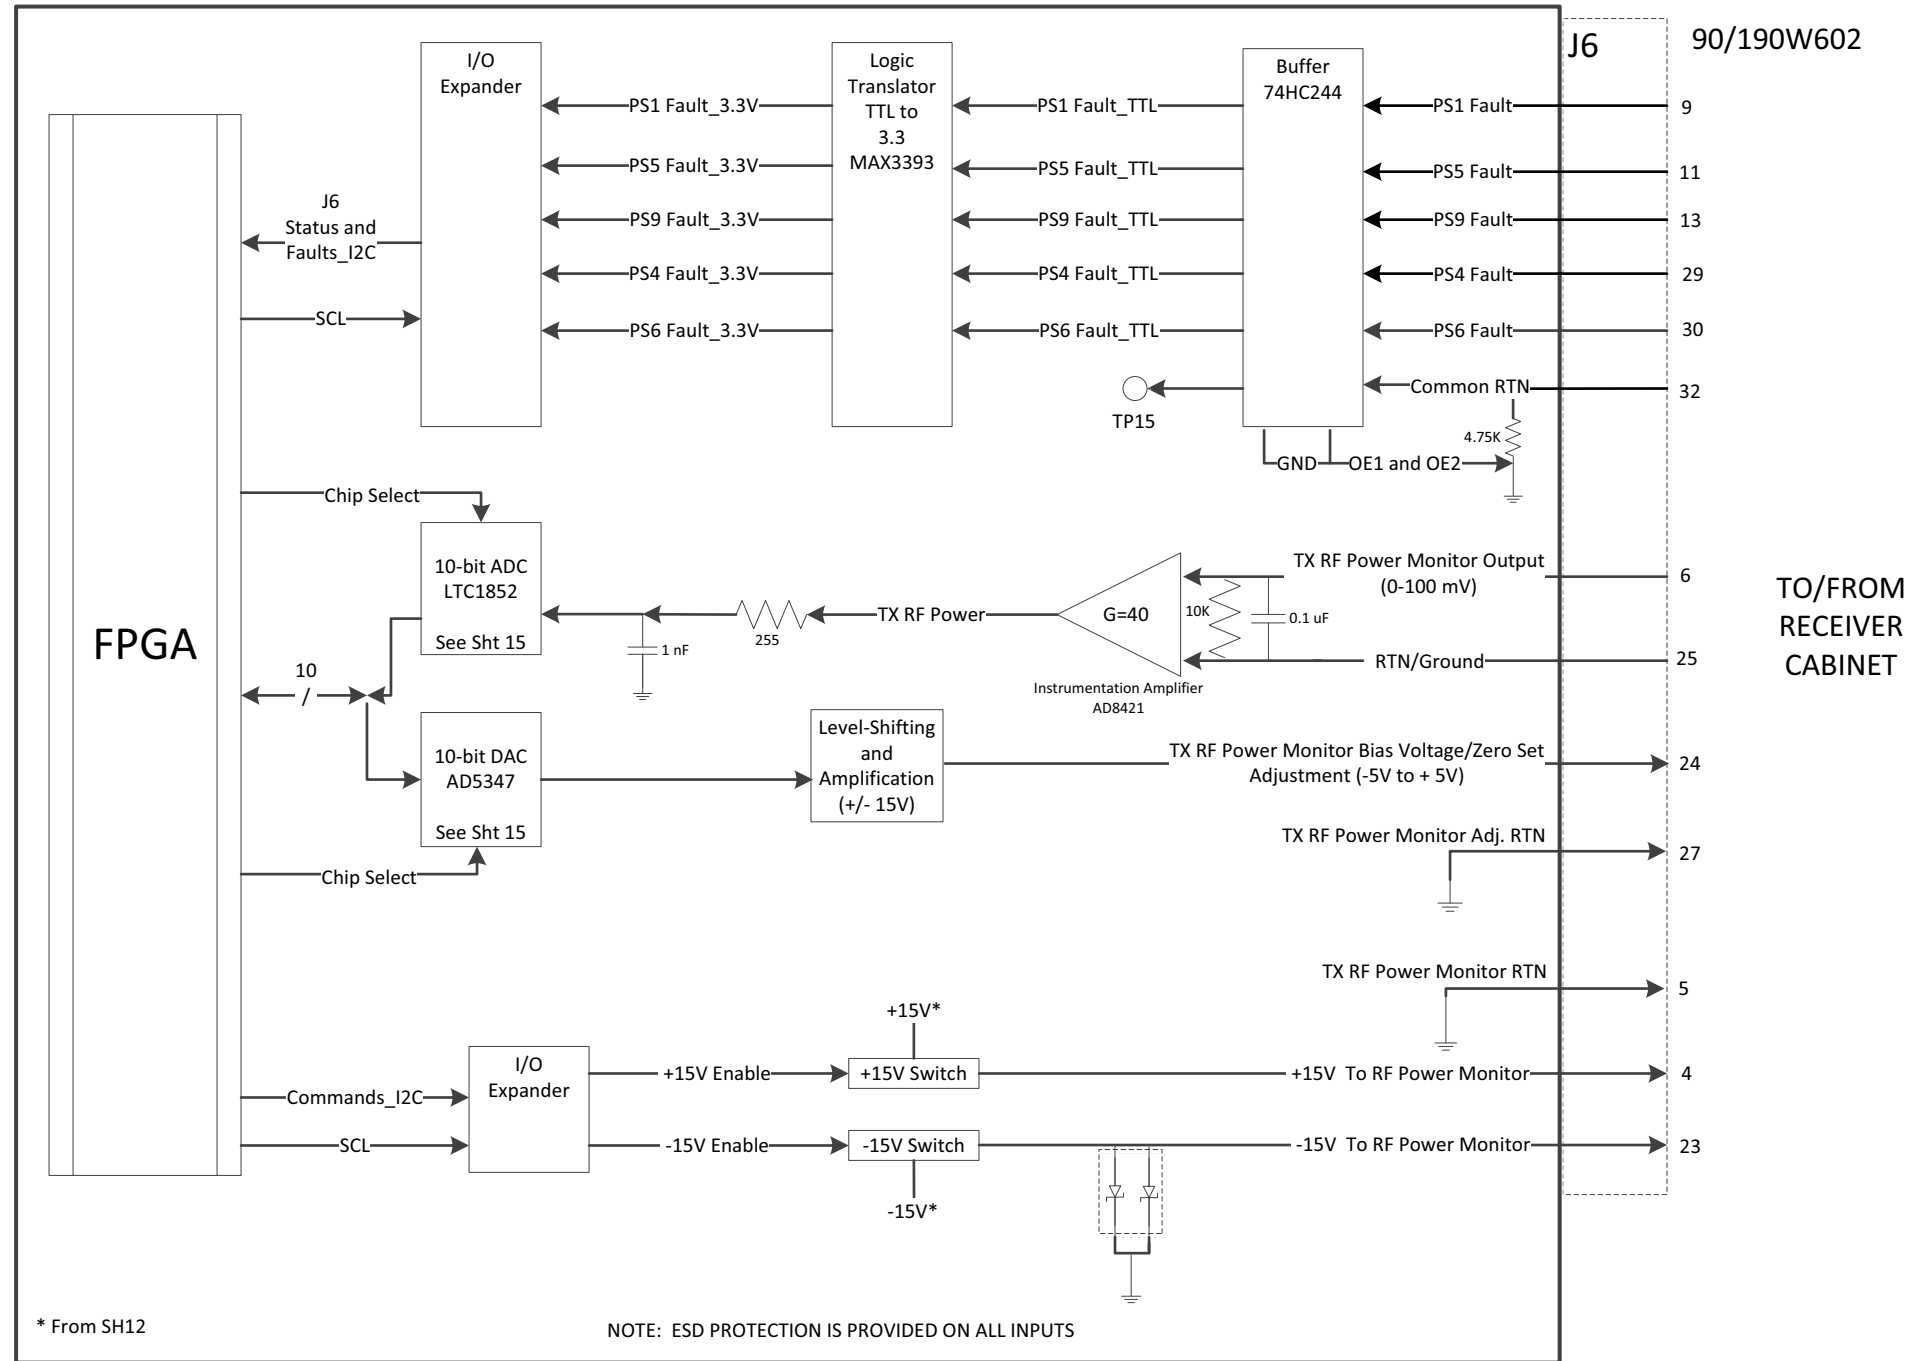 J6
90/190W602
I/O
Expander
Logic
Translator
TTL to
3.3
MAX3393
Buffer
74HC244
PS1 Fault_3.3V
PS1 Fault_TTL
PS1 Fault
9
PS5 Fault_3.3V
PS5 Fault_TTL
PS5 Fault
11
J6
Status and
Faults_I2C
PS9 Fault_3.3V
PS9 Fault_TTL
PS9 Fault
13
PS4 Fault_3.3V
PS4 Fault_TTL
PS4 Fault
29
SCL
PS6 Fault_3.3V
PS6 Fault_TTL
PS6 Fault
30
Common RTN
32
TP15
4.75K
GND
OE1 and OE2
Chip Select
10-bit ADC
LTC1852
See Sht 15
TX RF Power Monitor Output
(0-100 mV)
6
TO/FROM
RECEIVER
CABINET
FPGA
255
1 nF
TX RF Power
G=40
10K
0.1 uF
RTN/Ground
25
Instrumentation Amplifier
AD8421
10
/
10-bit DAC
AD5347
See Sht 15
Level-Shifting
and
Amplification
(+/- 15V)
TX RF Power Monitor Bias Voltage/Zero Set
Adjustment (-5V to + 5V)
24
TX RF Power Monitor Adj. RTN
27
Chip Select
TX RF Power Monitor RTN
5
+15V*
I/O
Expander
Commands_I2C
SCL
+15V Enable
+15V Switch
+15V To RF Power Monitor
4
-15V Enable
-15V Switch
-15V To RF Power Monitor
23
-15V*
* From SH12
NOTE: ESD PROTECTION IS PROVIDED ON ALL INPUTS